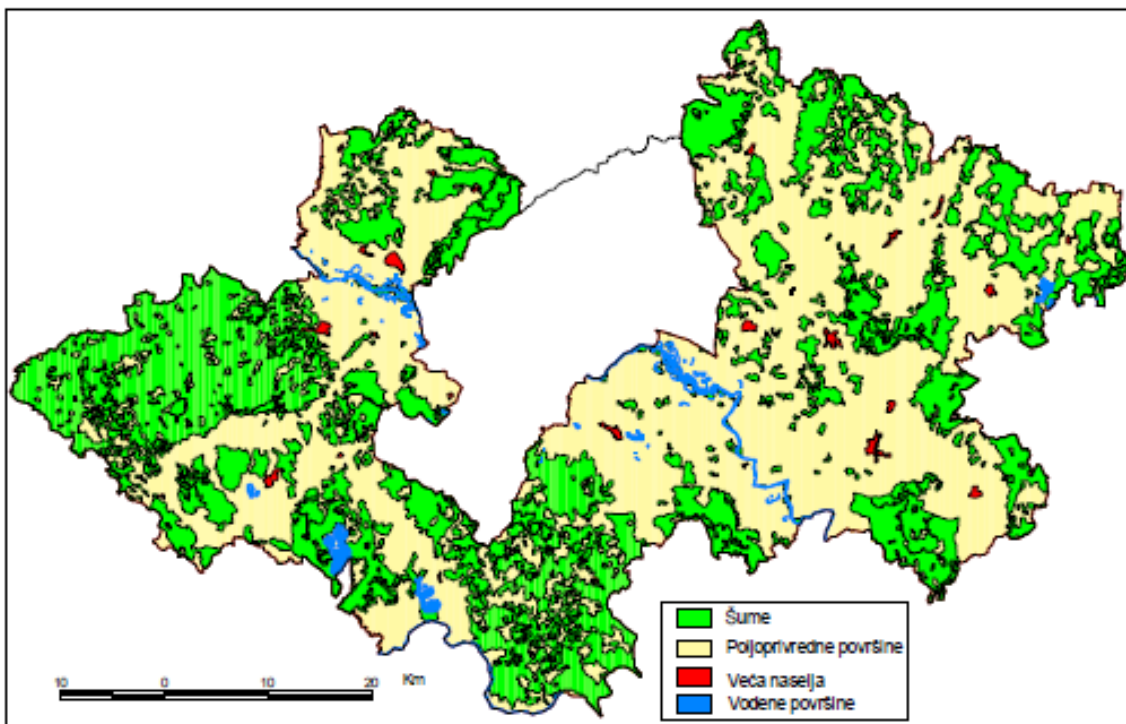 Šume
Poljoprivredne površine
Veća naselja
Vodene površine
10 0 10 20 Km